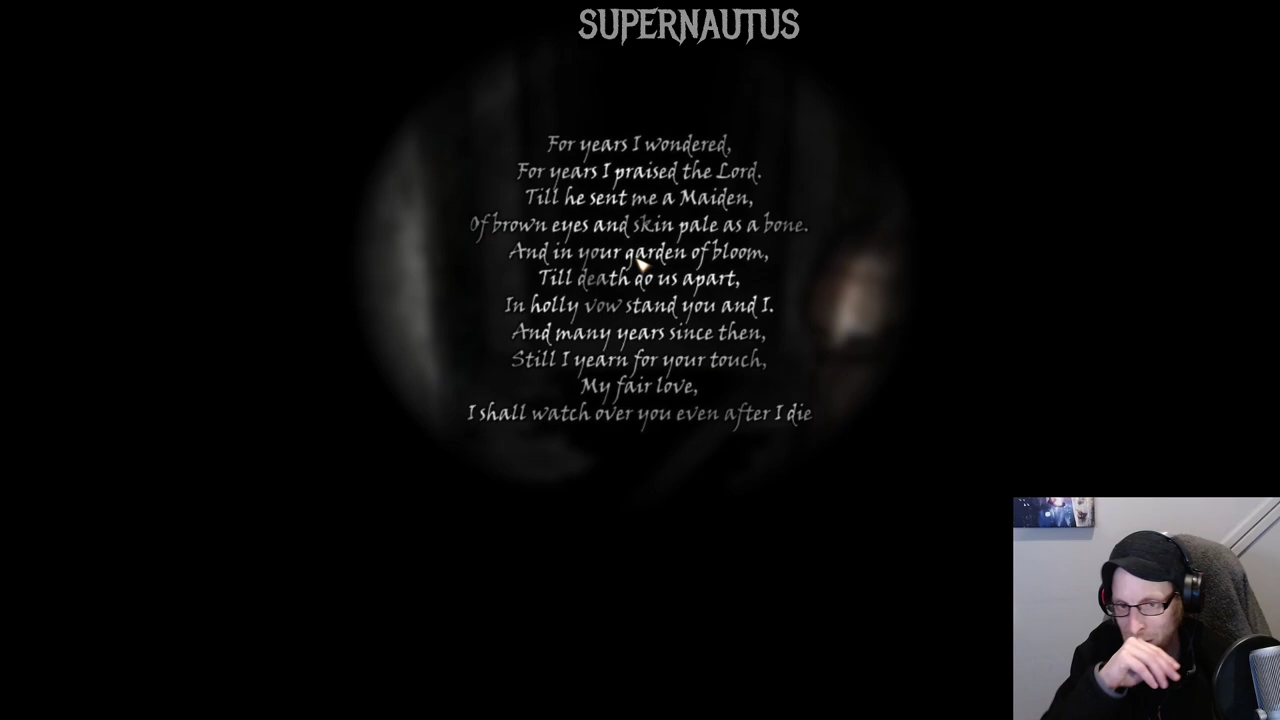 SUPERNAUTUS
For years I wondered,
For years I praised the Lord.
Till he sent me a Maiden,
Of brown eyes and skin pale as a bone.
And in your garden of bloom,
Till death do us apart,
In holly vow stand you and I.
And many years since then,
Still I yearn for your touch,
My fair love,
I shall watch over you even after I die